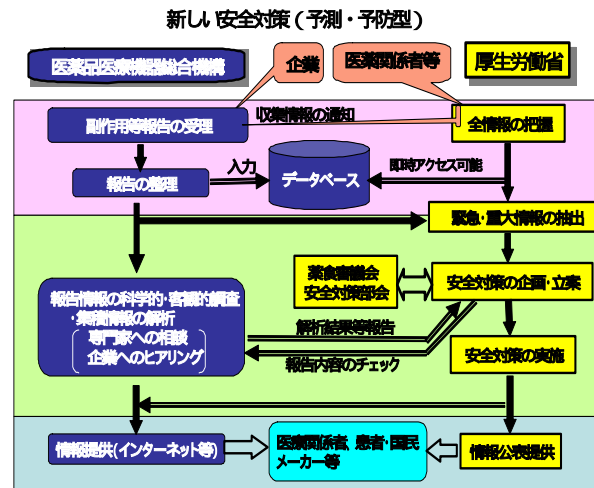 新しい安全対策（予測・予防型）
医薬品医療機器総合機構
企業
医薬関係者等
厚生労働省
副作用等報告の受理
収集情報の通知
全情報の把握
報告の整理
入力
データベース
即時アクセス可能
緊急・重大情報の抽出
薬食審議会
安全対策部会
安全対策の企画・立案
報告情報の科学的・客観的調査
・集積情報の解析
専門家への相談
企業へのヒアリング
解析結果等報告
報告内容のチェック
安全対策の実施
情報提供(インターネット等)
医療関係者、患者・国民
メーカー等
情報公表提供